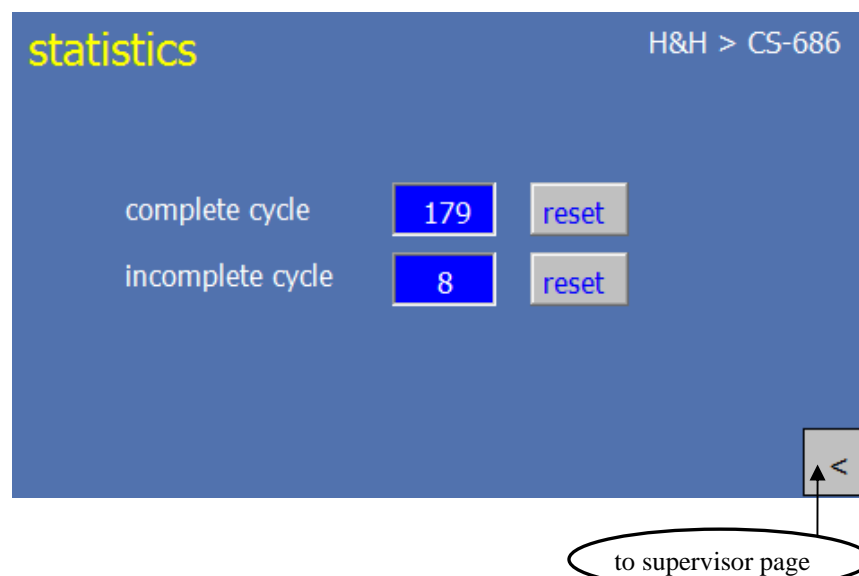 statistics
H&H > CS-686
complete cycle 179 reset
incomplete cycle 8 reset
<
to supervisor page